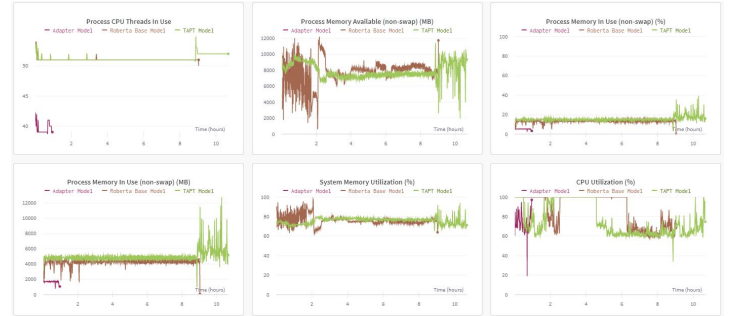 Process CPU Threads In Use
Adapter Model Roberta Base Model TAPT Model
50
45
40
Time (hours)
2 4 6 8 10
Process Memory Available (non-swap) (MB)
Adapter Model Roberta Base Model TAPT Model
12000
10000
8000
6000
4000
2000
0
Time (hours)
2 4 6 8 10
Process Memory In Use (non-swap) (%)
Adapter Model Roberta Base Model TAPT Model
100
80
60
40
20
0
Time (hours)
2 4 6 8 10
Process Memory In Use (non-swap) (MB)
Adapter Model Roberta Base Model TAPT Model
12000
10000
8000
6000
4000
2000
0
Time (hours)
2 4 6 8 10
System Memory Utilization (%)
Adapter Model Roberta Base Model TAPT Model
100
80
60
40
20
0
Time (hours)
2 4 6 8 10
CPU Utilization (%)
Adapter Model Roberta Base Model TAPT Model
100
80
60
40
20
0
Time (hours)
2 4 6 8 10